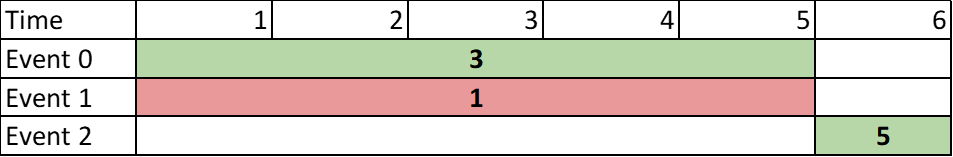 Time 1 2 3 4 5 6
Event 0 3
Event 1 1
Event 2 5